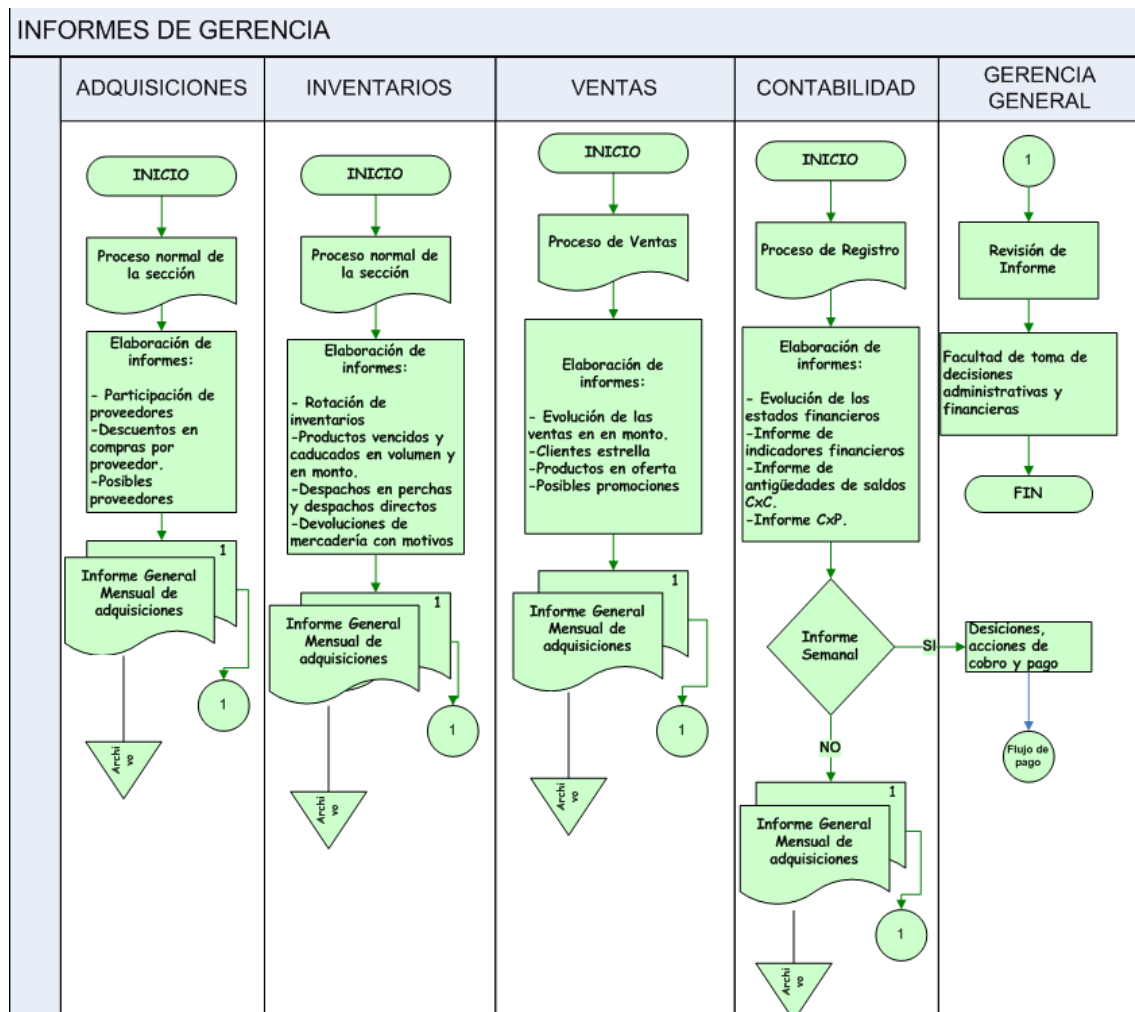 INFORMES DE GERENCIA
ADQUISICIONES
INICIO
Proceso normal de
la sección
Elaboración de
informes:
- Participación de
proveedores
-Descuentos en
compras por
proveedor.
-Posibles
proveedores
1
Informe General
Mensual de
adquisiciones
1
Archi
vo
INVENTARIOS
INICIO
Proceso normal de
la sección
Elaboración de
informes:
- Rotación de
inventarios
-Productos vencidos y
caducados en volumen y
en monto.
-Despachos en perchas
y despachos directos
-Devoluciones de
mercadería con motivos
1
Informe General
Mensual de
adquisiciones
1
Archi
vo
VENTAS
INICIO
Proceso de Ventas
Elaboración de
informes:
- Evolución de las
ventas en en monto.
-Clientes estrella
-Productos en oferta
-Posibles promociones
1
Informe General
Mensual de
adquisiciones
1
Archi
vo
CONTABILIDAD
INICIO
Proceso de Registro
Elaboración de
informes:
- Evolución de los
estados financieros
-Informe de
indicadores financieros
-Informe de
antigüedades de saldos
CxC.
-Informe CxP.
Informe
Semanal
SI
NO
1
Informe General
Mensual de
adquisiciones
1
Archi
vo
GERENCIA
GENERAL
1
Revisión de
Informe
Facultad de toma de
decisiones
administrativas y
financieras
FIN
Desiciones,
acciones de
cobro y pago
Flujo de
pago